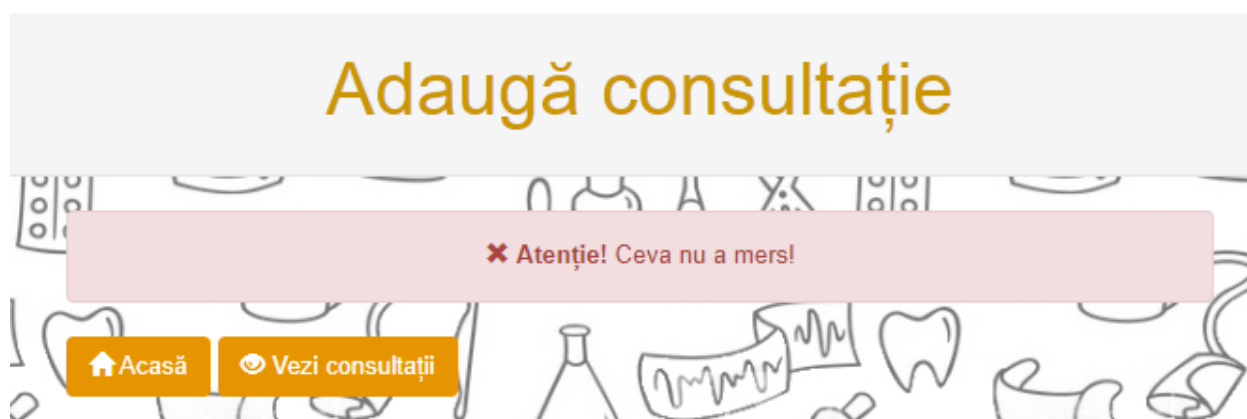 Adaugă consultație
✖ Atenție! Ceva nu a mers!
Acasă
Vezi consultații